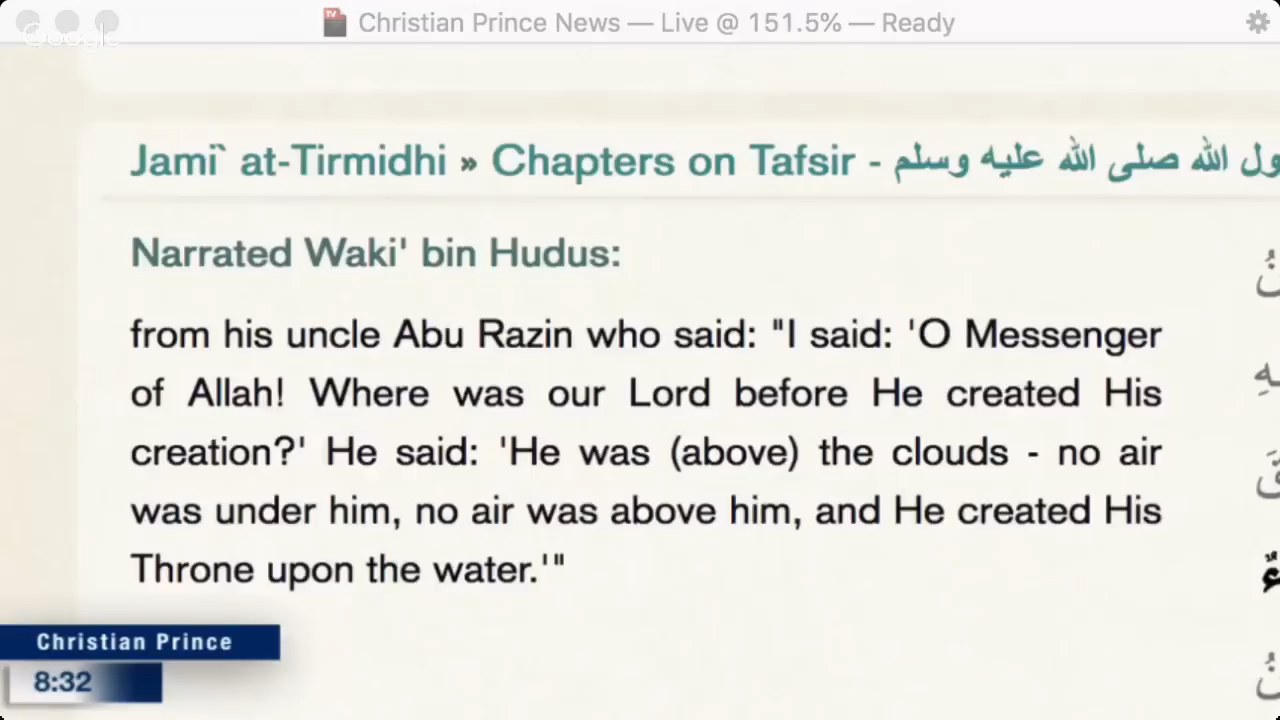 Christian Prince News — Live @ 151.5% — Ready
Google
Jami` at-Tirmidhi » Chapters on Tafsir - ول الله صلى الله عليه وسلم
Narrated Waki' bin Hudus:
from his uncle Abu Razin who said: "I said: 'O Messenger
of Allah! Where was our Lord before He created His
creation?' He said: 'He was (above) the clouds - no air
was under him, no air was above him, and He created His
Throne upon the water.'"
Christian Prince
8:32